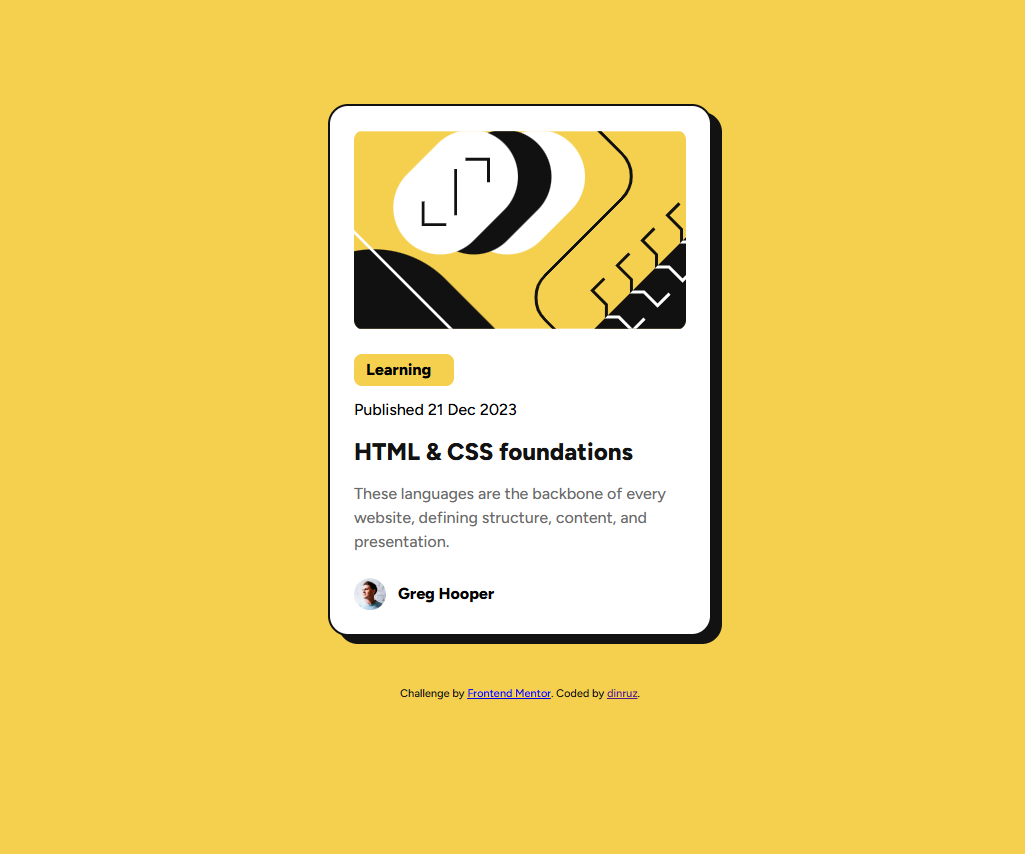 Learning
Published 21 Dec 2023
HTML & CSS foundations
These languages are the backbone of every
website, defining structure, content, and
presentation.
Greg Hooper
Challenge by Frontend Mentor. Coded by dinruz.